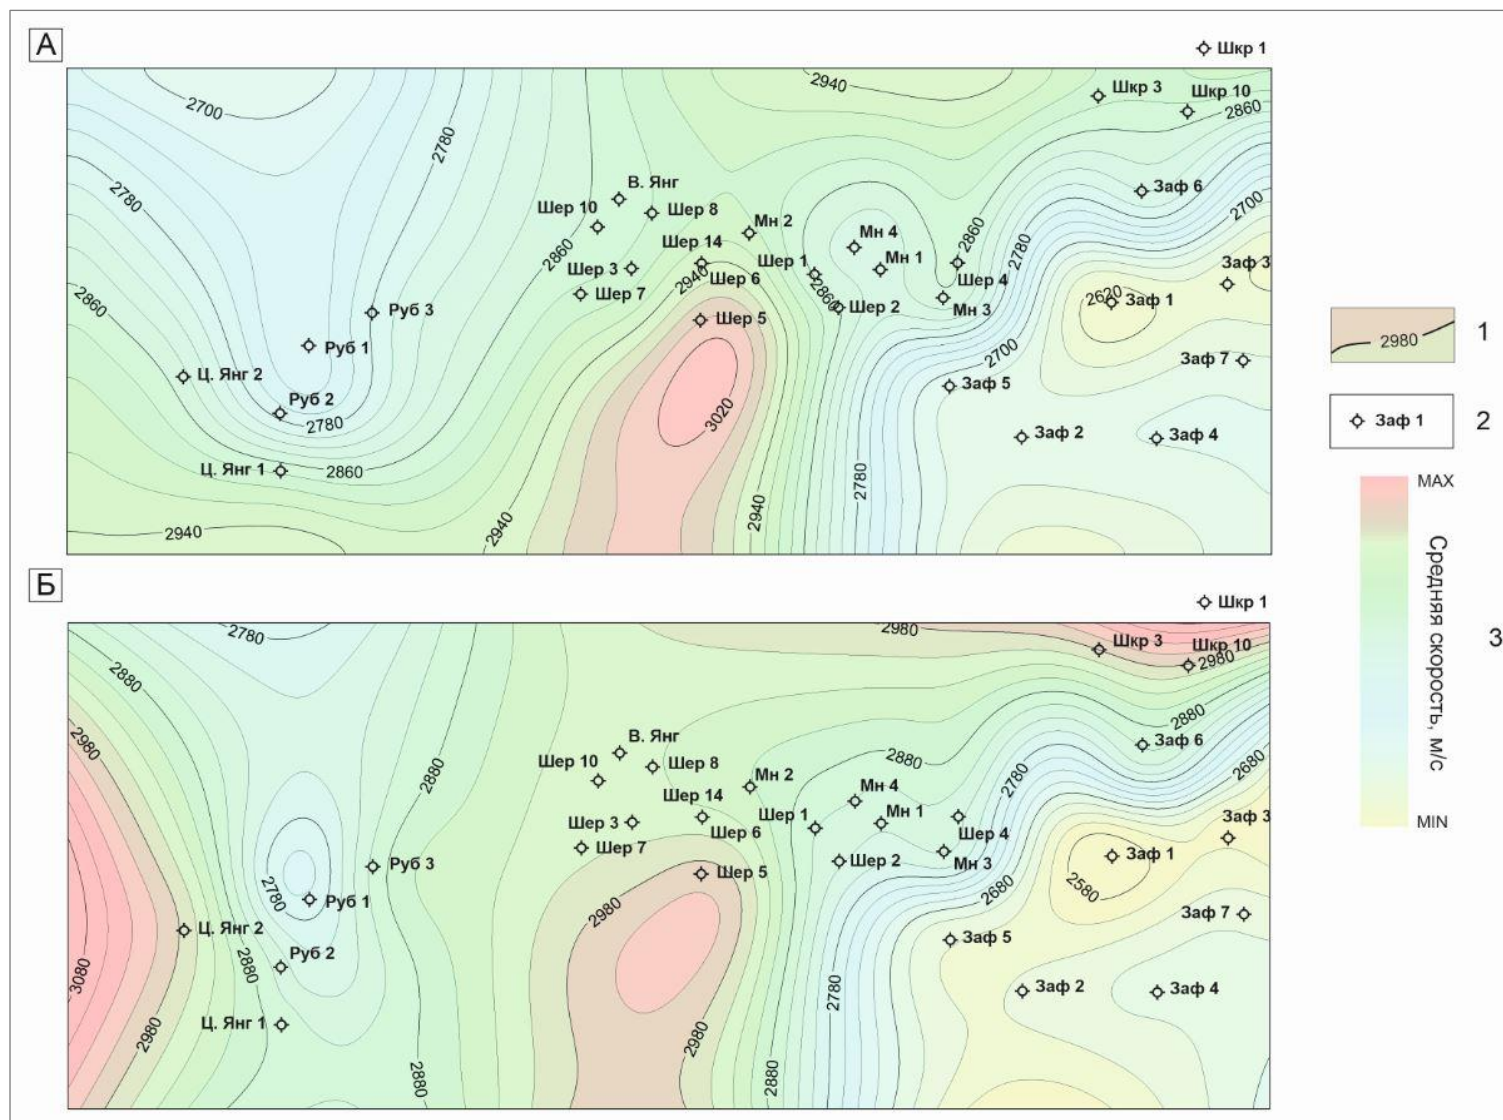 А
Шкр 1
2700
2940
Шкр 3
Шкр 10
2860
2780
2780
В. Янг
Заф 6
2700
Шер 10
Шер 8
Мн 2
Мн 4
2860
2780
2860
Шер 14
Шер 3
Шер 1
Мн 1
Шер 4
Заф 3
Шер 7
2940
Шер 6
2860
Шер 2
Мн 3
2620
Заф 1
2860
Руб 3
Шер 5
Руб 1
2700
Заф 7
Ц. Янг 2
Заф 5
Руб 2
3020
2780
Заф 2
Заф 4
Ц. Янг 1
2860
2780
2940
2940
2940
Б
Шкр 1
2780
2980
Шкр 3
Шкр 10
2980
2880
2880
2980
В. Янг
2880
Заф 6
Шер 10
Шер 8
2880
2880
2780
2680
Мн 2
Мн 4
Шер 14
Шер 3
Шер 6
Шер 1
Мн 1
Шер 4
Заф 3
Шер 7
Шер 2
Мн 3
Заф 1
Руб 3
Шер 5
2580
2780
Руб 1
2980
2680
Заф 7
Ц. Янг 2
Заф 5
Руб 2
2880
3080
Заф 2
Заф 4
Ц. Янг 1
2780
2980
2980
2880
2880
2980
1
Заф 1
2
MAX
Средняя скорость, м/с
3
MIN